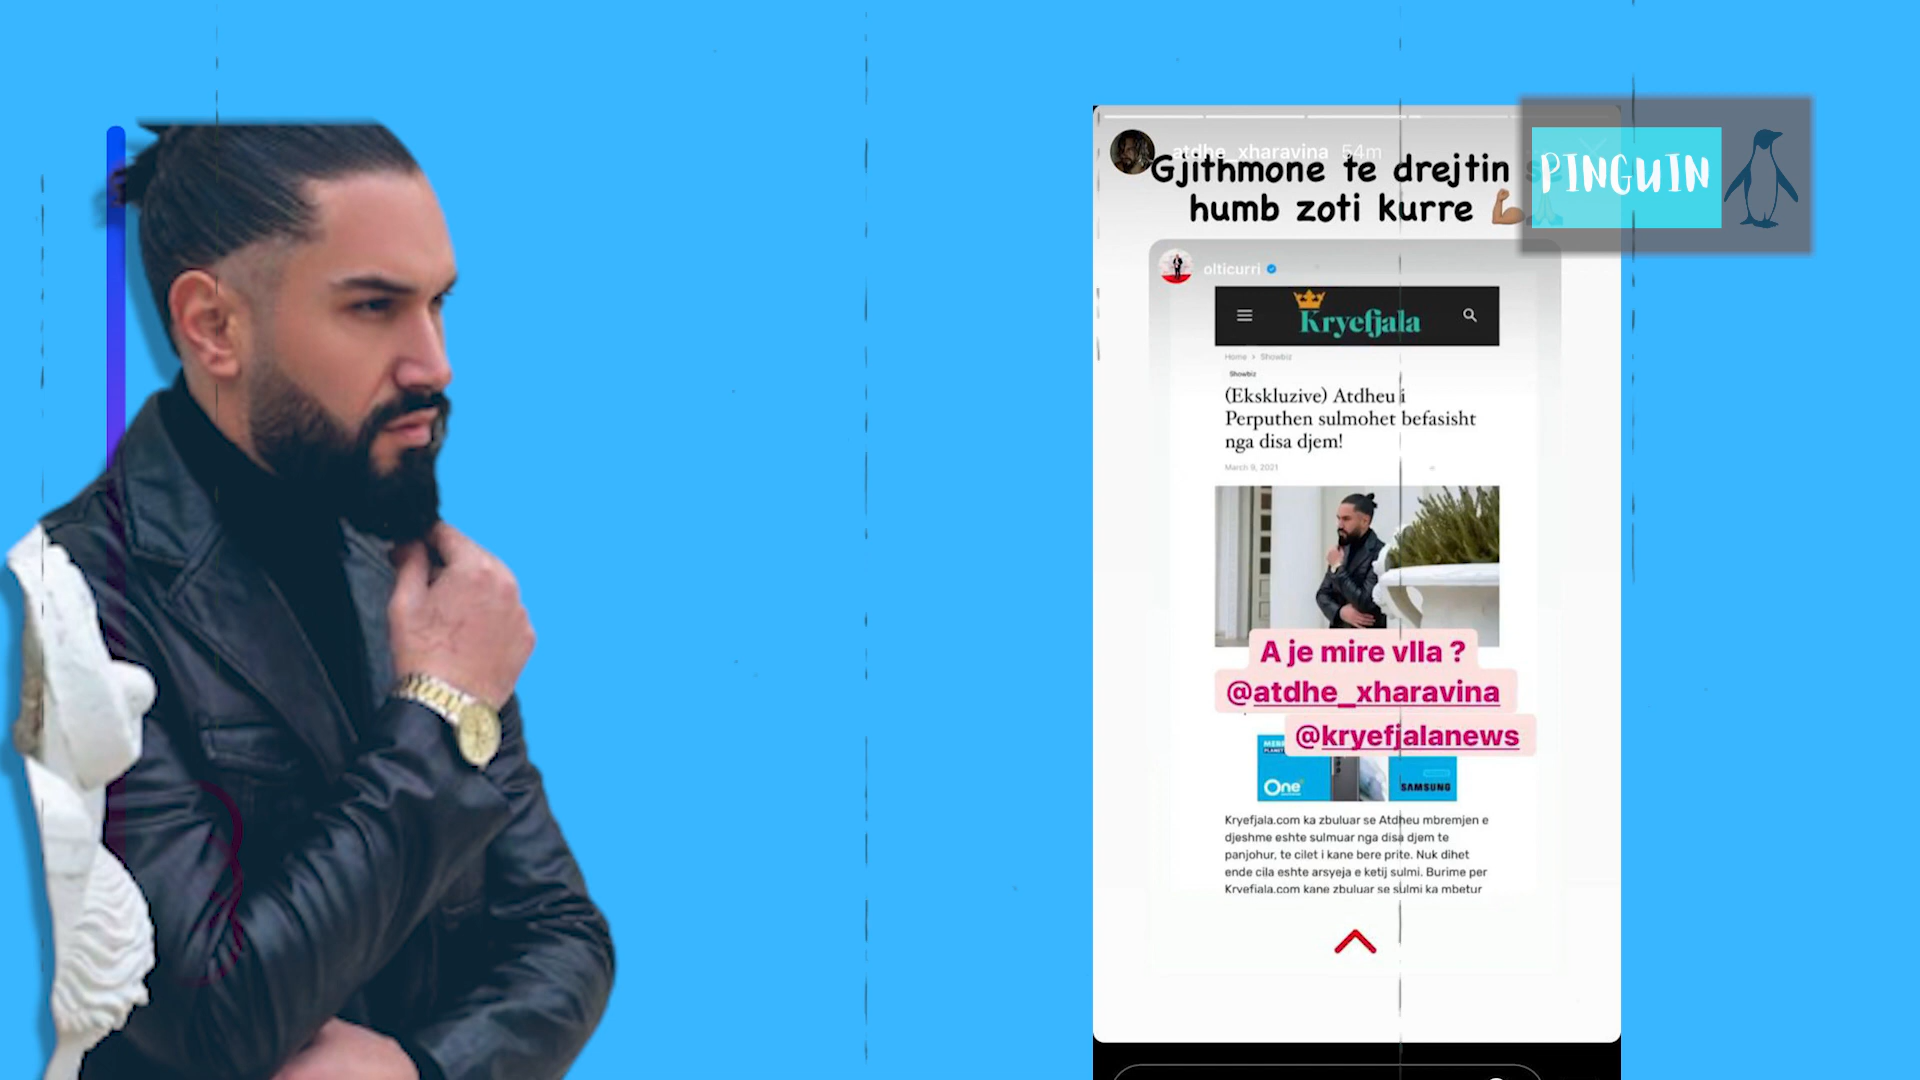 atdhe_xharavina 54m
Gjithmone te drejtin
humb zoti kurre
PINGUIN
olticurri
Kryefjala
Home > Showbiz
Showbiz
(Ekskluzive) Atdheu i
Perputhen sulmohet befasisht
nga disa djem!
March 9, 2021
A je mire vlla ?
@atdhe_xharavina
@kryefjalanews
One
SAMSUNG
Kryefjala.com ka zbuluar se Atdheu mbremjen e
djeshme eshte sulmuar nga disa djem te
panjohur, te cilet i kane bere prite. Nuk dihet
ende cila eshte arsyeja e ketij sulmi. Burime per
Kryefjala.com kane zbuluar se sulmi ka mbetur